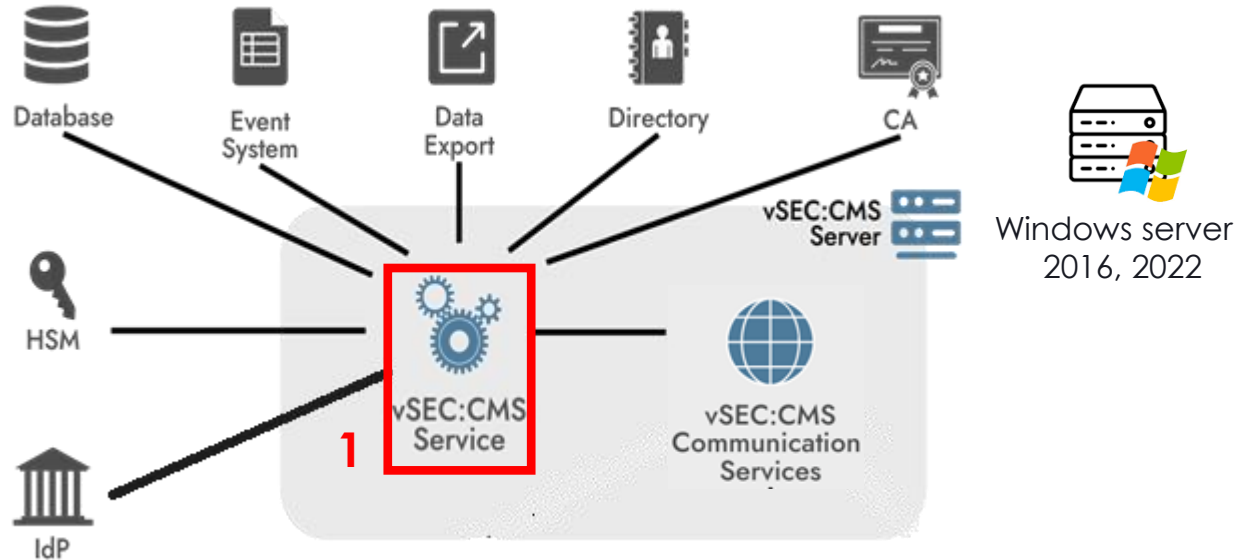 Database
Event
System
Data
Export
Directory
CA
vSEC:CMS
Server
Windows server
2016, 2022
HSM
vSEC:CMS
Service
1
vSEC:CMS
Communication
Services
IdP